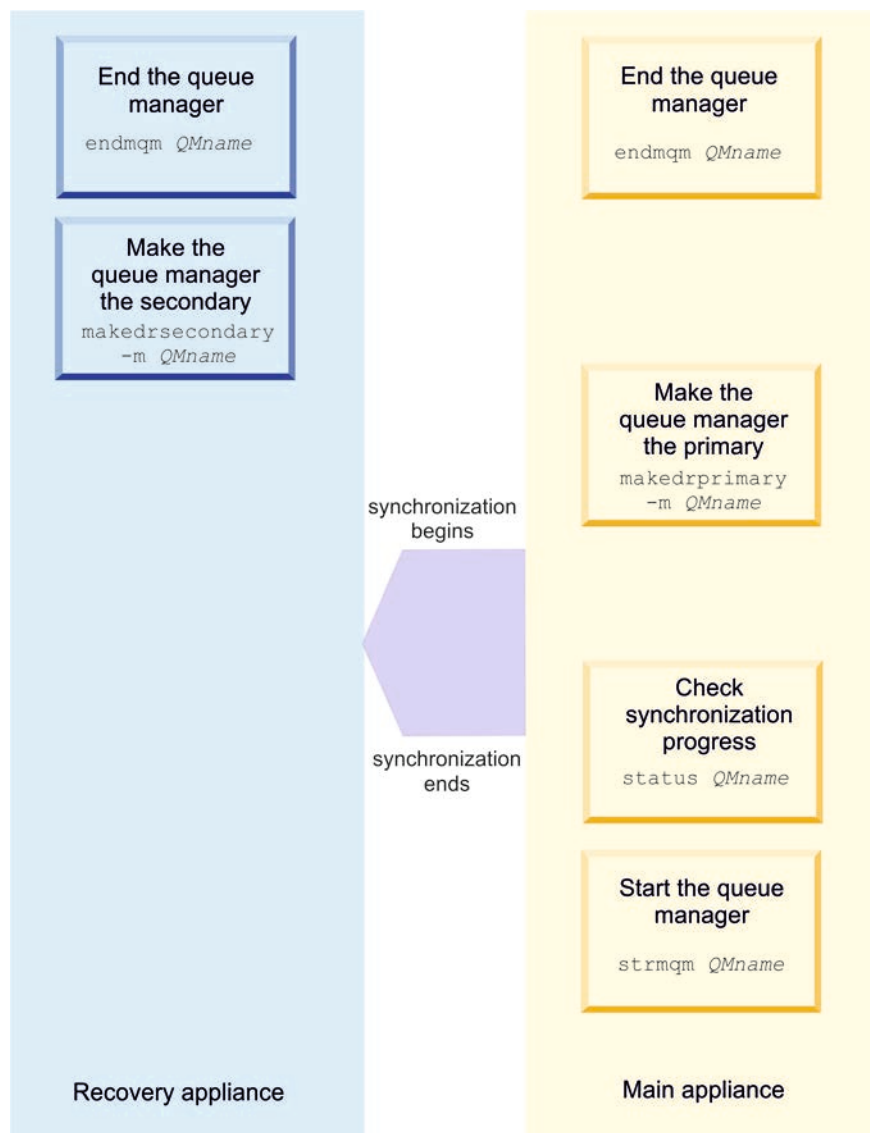 End the queue
manager
endmqm QMname
Make the
queue manager
the secondary
makedrsecondary
-m QMname
Recovery appliance
synchronization
begins
synchronization
ends
End the queue
manager
endmqm QMname
Make the
queue manager
the primary
makedrprimary
-m QMname
Check
synchronization
progress
status QMname
Start the queue
manager
strmqm QMname
Main appliance